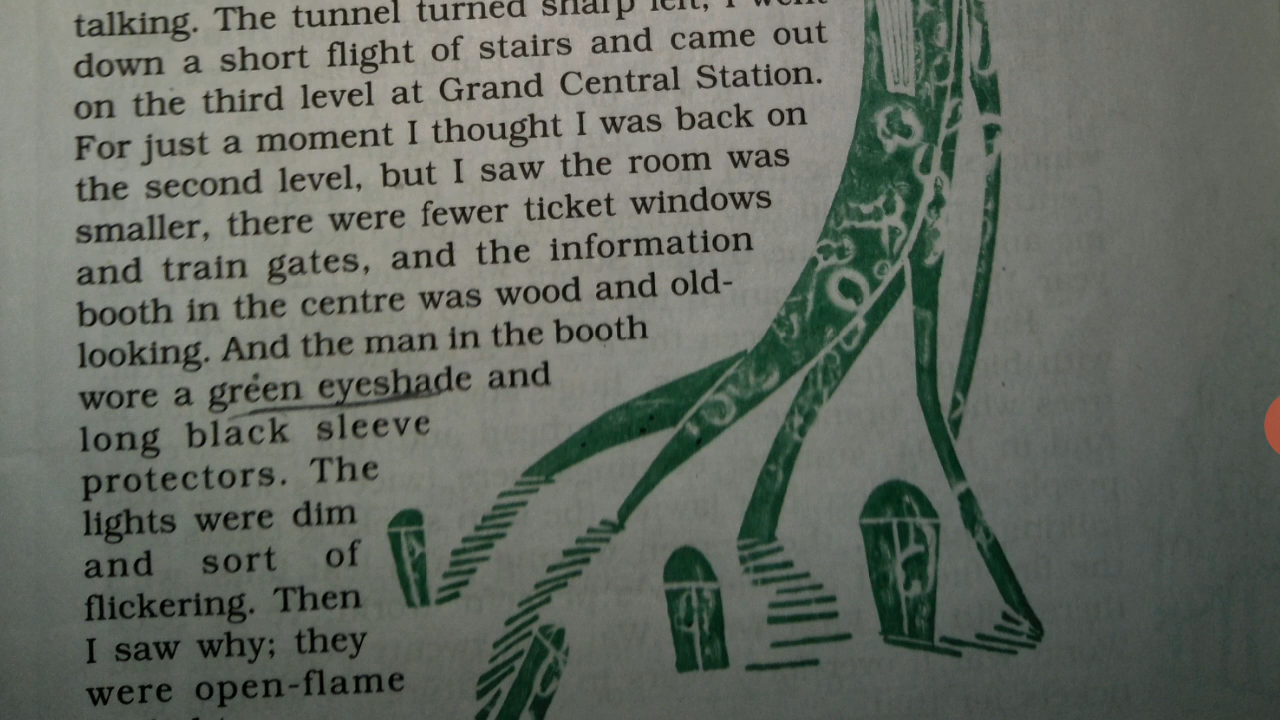 talking. The tunnel turned sharp left, I went
down a short flight of stairs and came out
on the third level at Grand Central Station.
For just a moment I thought I was back on
the second level, but I saw the room was
smaller, there were fewer ticket windows
and train gates, and the information
booth in the centre was wood and old-
looking. And the man in the booth
wore a green eyeshade and
long black sleeve
protectors. The
lights were dim
and sort of
flickering. Then
I saw why; they
were open-flame